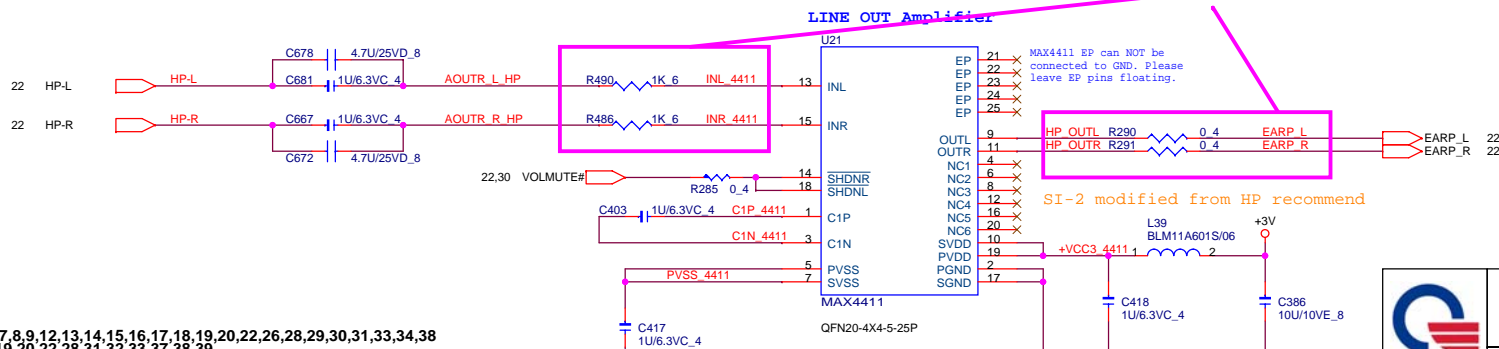 LINE OUT Amplifier
U21
C678 4.7U/25VD_8
22 HP-L HP-L C681 1U/6.3VC_4 AOUTR_L_HP R490 1K_6 INL_4411 13 INL
22 HP-R HP-R C667 1U/6.3VC_4 AOUTR_R_HP R486 1K_6 INR_4411 15 INR
C672 4.7U/25VD_8
EP 21
EP 22
EP 23
EP 24
EP 25
MAX4411 EP can NOT be
connected to GND. Please
leave EP pins floating.
OUTL 9 HP_OUTL R290 0_4 EARP_L EARP_L 22
OUTR 11 HP_OUTR R291 0_4 EARP_R EARP_R 22
NC1 4
NC2 6
NC3 8
NC4 12
NC5 16
NC6 20
22,30 VOLMUTE# R285 0_4 14 SHDNR
18 SHDNL
C403 1U/6.3VC_4 C1P_4411 1 C1P
C1N_4411 3 C1N
SI-2 modified from HP recommend
SVDD 10
PVDD 19 +VCC3_4411 1 L39 BLM11A601S/06 2 +3V
PGND 2
SGND 17
5 PVSS
PVSS_4411 7 SVSS
MAX4411
QFN20-4X4-5-25P
C417
1U/6.3VC_4
C418
1U/6.3VC_4
C386
10U/10VE_8
7,8,9,12,13,14,15,16,17,18,19,20,22,26,28,29,30,31,33,34,38